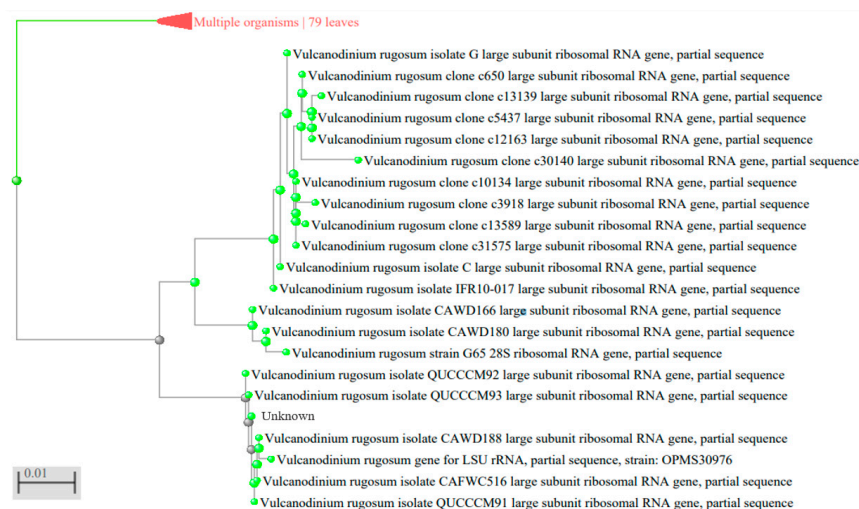 Multiple organisms | 79 leaves
Vulcanodinium rugosum isolate G large subunit ribosomal RNA gene, partial sequence
Vulcanodinium rugosum clone c650 large subunit ribosomal RNA gene, partial sequence
Vulcanodinium rugosum clone c13139 large subunit ribosomal RNA gene, partial sequence
Vulcanodinium rugosum clone c5437 large subunit ribosomal RNA gene, partial sequence
Vulcanodinium rugosum clone c12163 large subunit ribosomal RNA gene, partial sequence
Vulcanodinium rugosum clone c30140 large subunit ribosomal RNA gene, partial sequence
Vulcanodinium rugosum clone c10134 large subunit ribosomal RNA gene, partial sequence
Vulcanodinium rugosum clone c3918 large subunit ribosomal RNA gene, partial sequence
Vulcanodinium rugosum clone c13589 large subunit ribosomal RNA gene, partial sequence
Vulcanodinium rugosum clone c31575 large subunit ribosomal RNA gene, partial sequence
Vulcanodinium rugosum isolate C large subunit ribosomal RNA gene, partial sequence
Vulcanodinium rugosum isolate IFR10-017 large subunit ribosomal RNA gene, partial sequence
Vulcanodinium rugosum isolate CAWD166 large subunit ribosomal RNA gene, partial sequence
Vulcanodinium rugosum isolate CAWD180 large subunit ribosomal RNA gene, partial sequence
Vulcanodinium rugosum strain G65 28S ribosomal RNA gene, partial sequence
Vulcanodinium rugosum isolate QUCCCM92 large subunit ribosomal RNA gene, partial sequence
Vulcanodinium rugosum isolate QUCCCM93 large subunit ribosomal RNA gene, partial sequence
Unknown
Vulcanodinium rugosum isolate CAWD188 large subunit ribosomal RNA gene, partial sequence
Vulcanodinium rugosum gene for LSU rRNA, partial sequence, strain: OPMS30976
Vulcanodinium rugosum isolate CAFWC516 large subunit ribosomal RNA gene, partial sequence
Vulcanodinium rugosum isolate QUCCCM91 large subunit ribosomal RNA gene, partial sequence
0.01